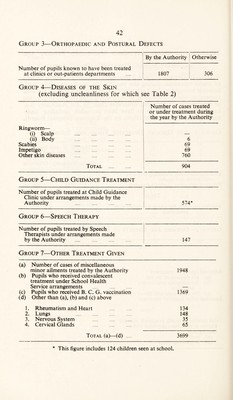 42
GROUP 3—ORTHOPAEDIC AND POSTURAL DEFECTS
By the Authority Otherwise
Number of pupils known to have been treated
at clinics or out-patients departments 1807 306
GROUP 4—DISEASES OF THE SKIN
(excluding uncleanliness for which see Table 2)
Number of cases treated
or under treatment during
the year by the Authority
Ringworm—
(i) Scalp —
(ii) Body 6
Scabies 69
Impetigo 69
Other skin diseases 760
TOTAL 904
GROUP 5—CHILD GUIDANCE TREATMENT
Number of pupils treated at Child Guidance
Clinic under arrangements made by the
Authority 574*
GROUP 6—SPEECH THERAPY
Number of pupils treated by Speech
Therapists under arrangements made
by the Authority 147
GROUP 7—OTHER TREATMENT GIVEN
(a) Number of cases of miscellaneous
minor ailments treated by the Authority 1948
(b) Pupils who received convalescent
treatment under School Health
Service arrangements —
(c) Pupils who received B. C. G. vaccination 1369
(d) Other than (a), (b) and (c) above
1. Rheumatism and Heart 134
2. Lungs 148
3. Nervous System 35
4. Cervical Glands 65
TOTAL (a)—(d) 3699
* This figure includes 124 children seen at school.